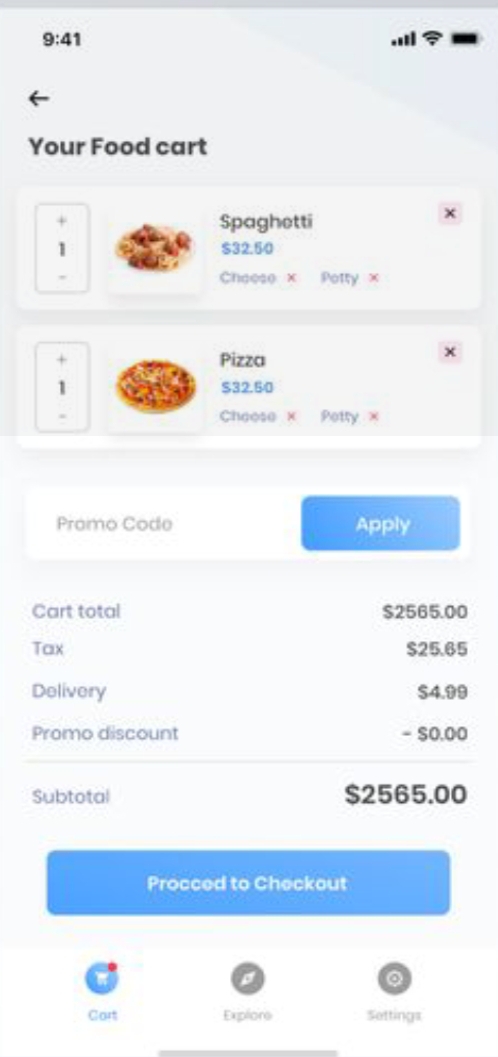 9:41
Your Food cart
+
Spaghetti
1
$32.50
-
Cheese × Patty ×
+
Pizza
1
$32.50
-
Cheese × Patty ×
Promo Code Apply
Cart total $2565.00
Tax $25.65
Delivery $4.99
Promo discount - $0.00
Subtotal $2565.00
Procced to Checkout
Cart Explore Settings